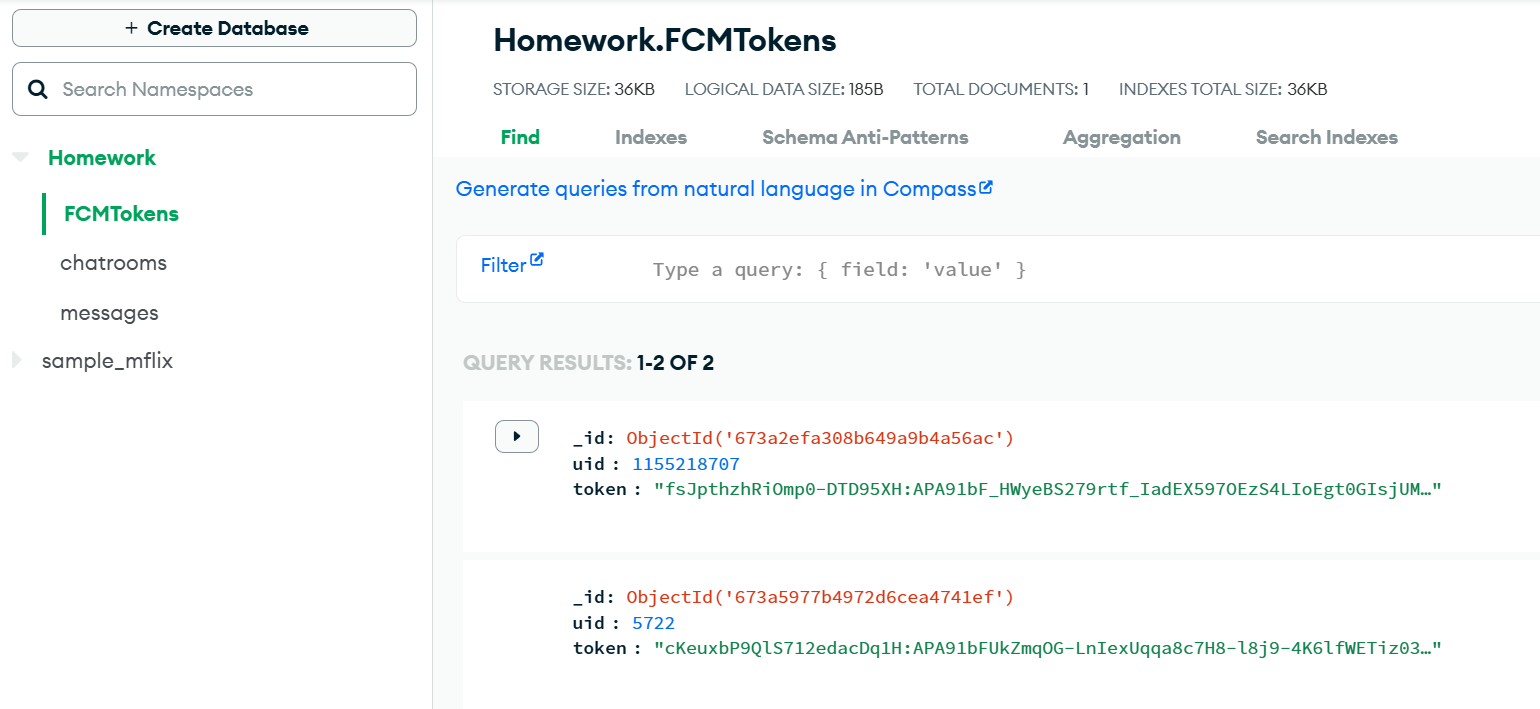 + Create Database
Search Namespaces
Homework
FCMTokens
chatrooms
messages
sample_mflix
Homework.FCMTokens
STORAGE SIZE: 36KB LOGICAL DATA SIZE: 185B TOTAL DOCUMENTS: 1 INDEXES TOTAL SIZE: 36KB
Find Indexes Schema Anti-Patterns Aggregation Search Indexes
Generate queries from natural language in Compass
Filter Type a query: { field: 'value' }
QUERY RESULTS: 1-2 OF 2
_id: ObjectId('673a2efa308b649a9b4a56ac')
uid : 1155218707
token : "fsJpthzhRiOmp0-DTD95XH:APA91bF_HWyeBS279rtf_IadEX597OEzS4LIoEgt0GIsjUM…"
_id: ObjectId('673a5977b4972d6cea4741ef')
uid : 5722
token : "cKeuxbP9QlS712edacDq1H:APA91bFUkZmqOG-LnIexUqqa8c7H8-l8j9-4K6lfWETiz03…"